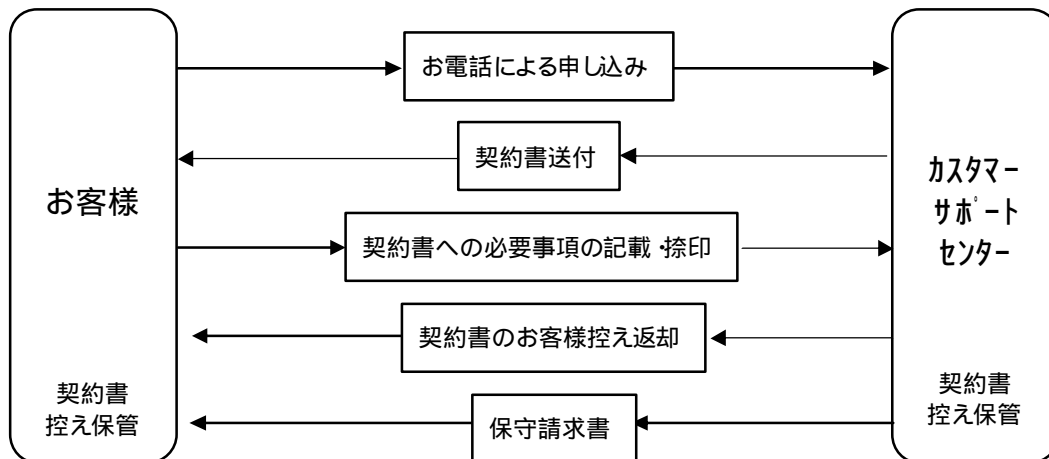 お電話による申し込み
契約書送付
お客様
契約書への必要事項の記載・捺印
契約書のお客様控え返却
契約書
控え保管
保守請求書
ｶｽﾀﾏｰ
ｻﾎﾟｰﾄ
ｾﾝﾀｰ
契約書
控え保管